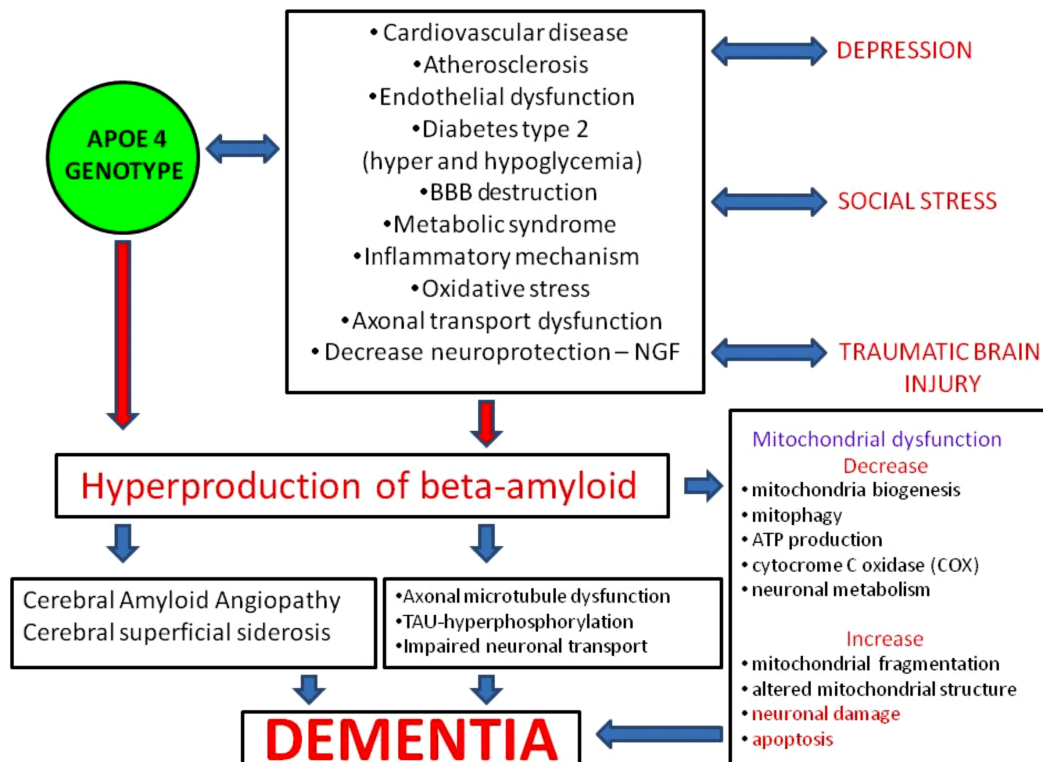 APOE 4
GENOTYPE
•Cardiovascular disease
•Atherosclerosis
•Endothelial dysfunction
•Diabetes type 2
(hyper and hypoglycemia)
•BBB destruction
•Metabolic syndrome
•Inflammatory mechanism
•Oxidative stress
•Axonal transport dysfunction
•Decrease neuroprotection – NGF
DEPRESSION
SOCIAL STRESS
TRAUMATIC BRAIN
INJURY
Hyperproduction of beta-amyloid
Mitochondrial dysfunction
Decrease
•mitochondria biogenesis
•mitophagy
•ATP production
•cytocrome C oxidase (COX)
•neuronal metabolism
Increase
•mitochondrial fragmentation
•altered mitochondrial structure
•neuronal damage
•apoptosis
Cerebral Amyloid Angiopathy
Cerebral superficial siderosis
•Axonal microtubule dysfunction
•TAU-hyperphosphorylation
•Impaired neuronal transport
DEMENTIA